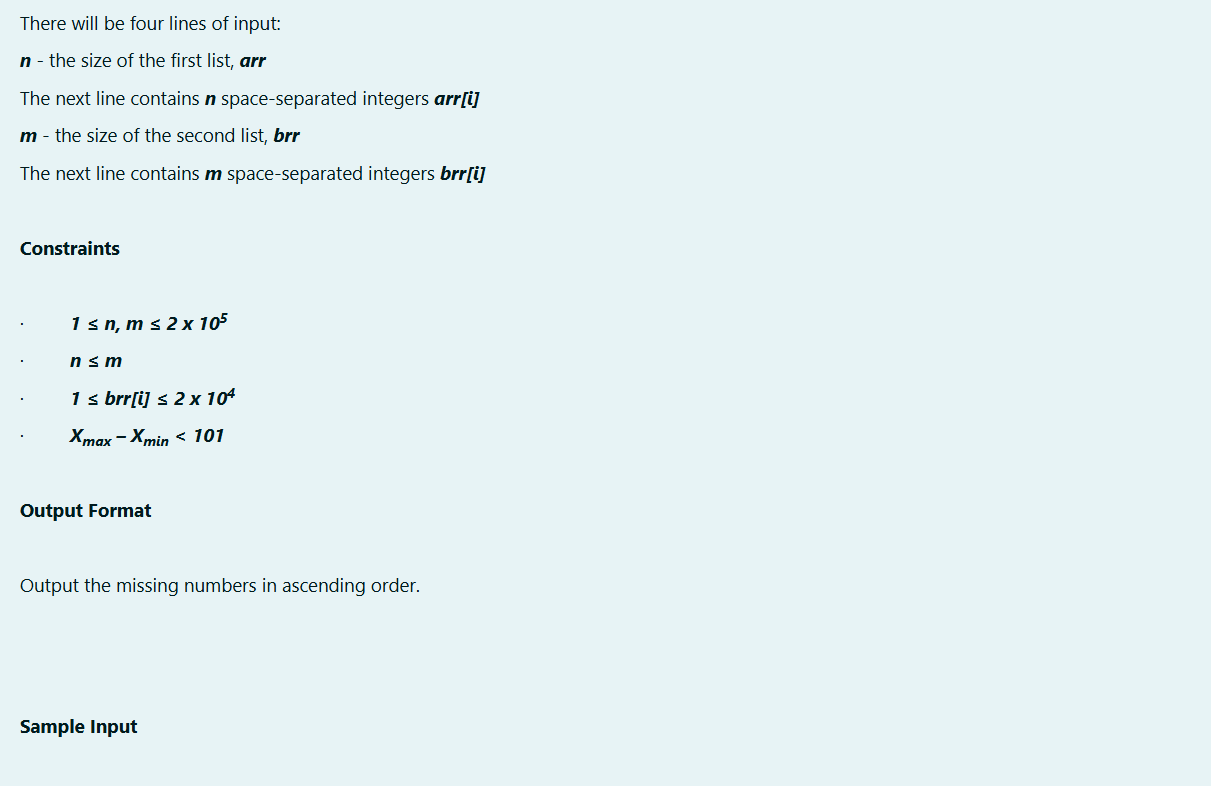 There will be four lines of input:
n - the size of the first list, arr
The next line contains n space-separated integers arr[i]
m - the size of the second list, brr
The next line contains m space-separated integers brr[i]
Constraints
· 1 ≤ n, m ≤ 2 x 10⁵
· n ≤ m
· 1 ≤ brr[i] ≤ 2 x 10⁴
· Xmax – Xmin < 101
Output Format
Output the missing numbers in ascending order.
Sample Input